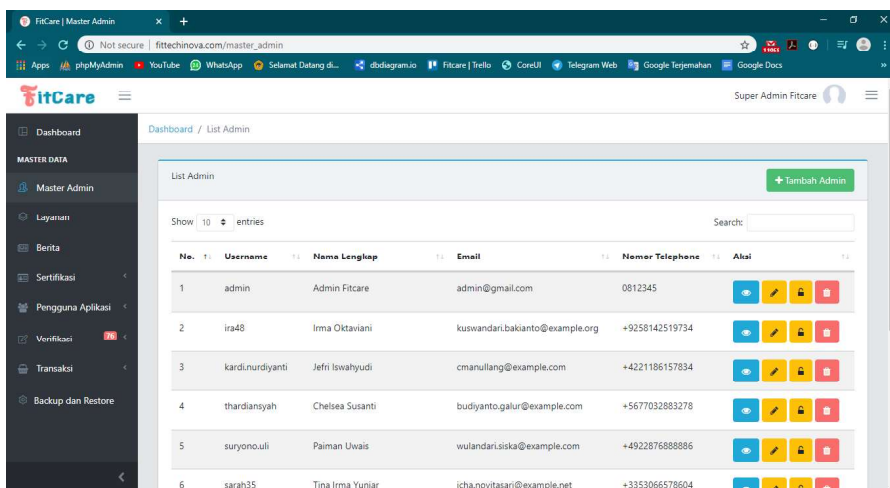 FitCare | Master Admin
Not secure | fittechinova.com/master_admin
Apps phpMyAdmin YouTube WhatsApp Selamat Datang di... dbdiagram.io Fitcare | Trello CoreUI Telegram Web Google Terjemahan Google Docs
FitCare Super Admin Fitcare
Dashboard
MASTER DATA
Master Admin
Layanan
Berita
Sertifikasi
Pengguna Aplikasi
Verifikasi 76
Transaksi
Backup dan Restore
Dashboard / List Admin
List Admin + Tambah Admin
Show 10 entries Search:
No. Username Nama Lengkap Email Nomor Telephone Aksi
1 admin Admin Fitcare admin@gmail.com 0812345
2 ira48 Irma Oktaviani kuswandari.bakianto@example.org +9258142519734
3 kardi.nurdiyanti Jefri Iswahyudi cmanullang@example.com +4221186157834
4 thardiansyah Chelsea Susanti budiyanto.galur@example.com +5677032883278
5 suryono.uli Paiman Uwais wulandari.siska@example.com +4922876888886
6 sarah35 Tina Irma Yuniar icha.novitasari@example.net +3353066578604